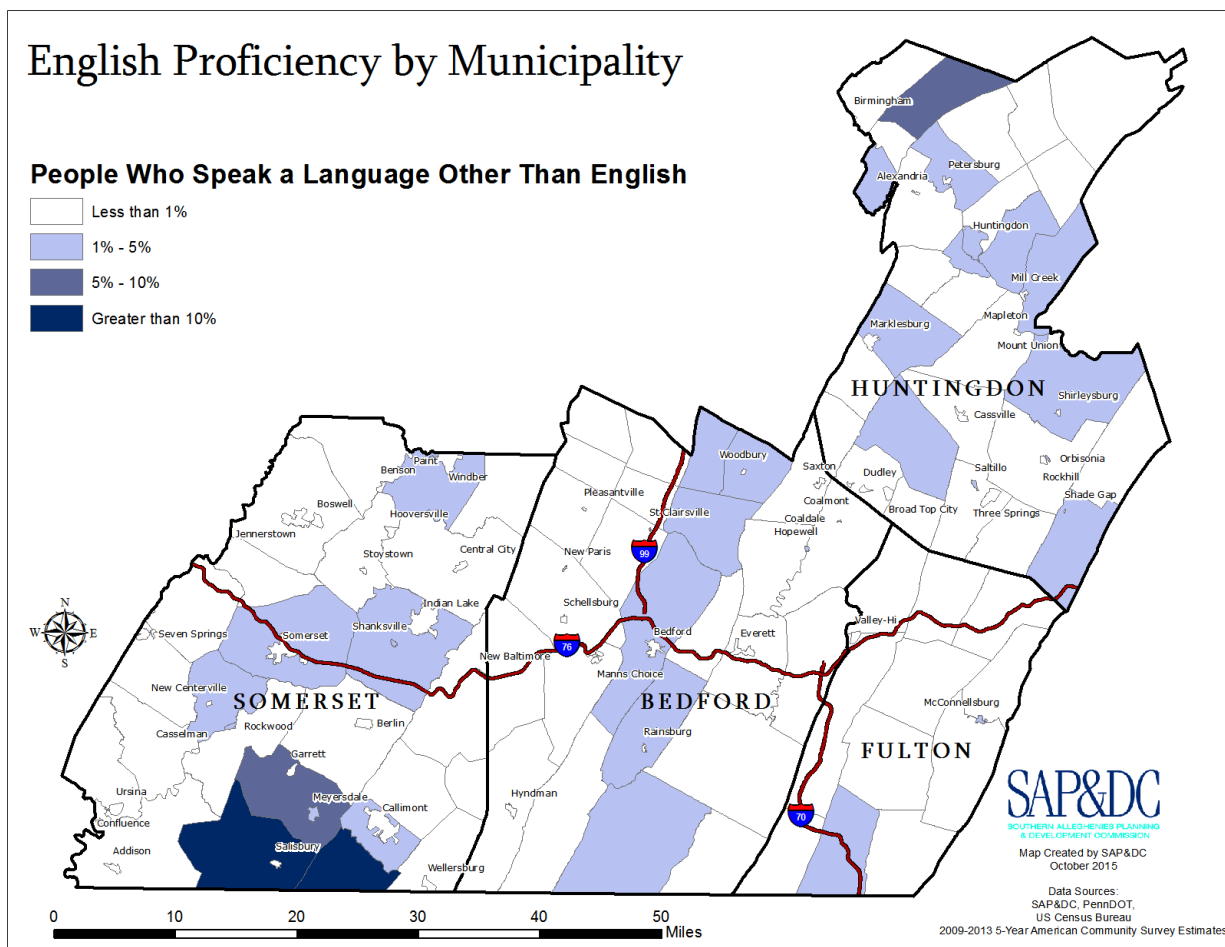 English Proficiency by Municipality
People Who Speak a Language Other Than English
Less than 1%
1% - 5%
5% - 10%
Greater than 10%
Birmingham
Petersburg
Alexandria
Huntingdon
Mill Creek
Mapleton
Marklesburg
Mount Union
HUNTINGDON
Shirleysburg
Cassville
Woodbury
Saxton
Dudley
Saltillo
Orbisonia
Rockhill
Coalmont
Broad Top City
Three Springs
Shade Gap
Paint
Benson
Windber
Pleasantville
Boswell
Hooversville
St Clairsville
Coaldale
Hopewell
Jennerstown
Stoystown
Central City
New Paris
99
Schellsburg
Indian Lake
Shanksville
Valley-Hi
N
W
E
S
Seven Springs
Somerset
76
Bedford
Everett
New Baltimore
Manns Choice
New Centerville
SOMERSET
BEDFORD
McConnellsburg
Rockwood
Berlin
Casselman
Rainsburg
FULTON
Garrett
Ursina
Meyersdale
Callimont
Hyndman
70
Confluence
Addison
Salisbury
Wellersburg
SAP&DC
SOUTHERN ALLEGHENIES PLANNING
& DEVELOPMENT COMMISSION
Map Created by SAP&DC
October 2015
Data Sources:
SAP&DC, PennDOT,
US Census Bureau
2009-2013 5-Year American Community Survey Estimates
0 10 20 30 40 50
Miles